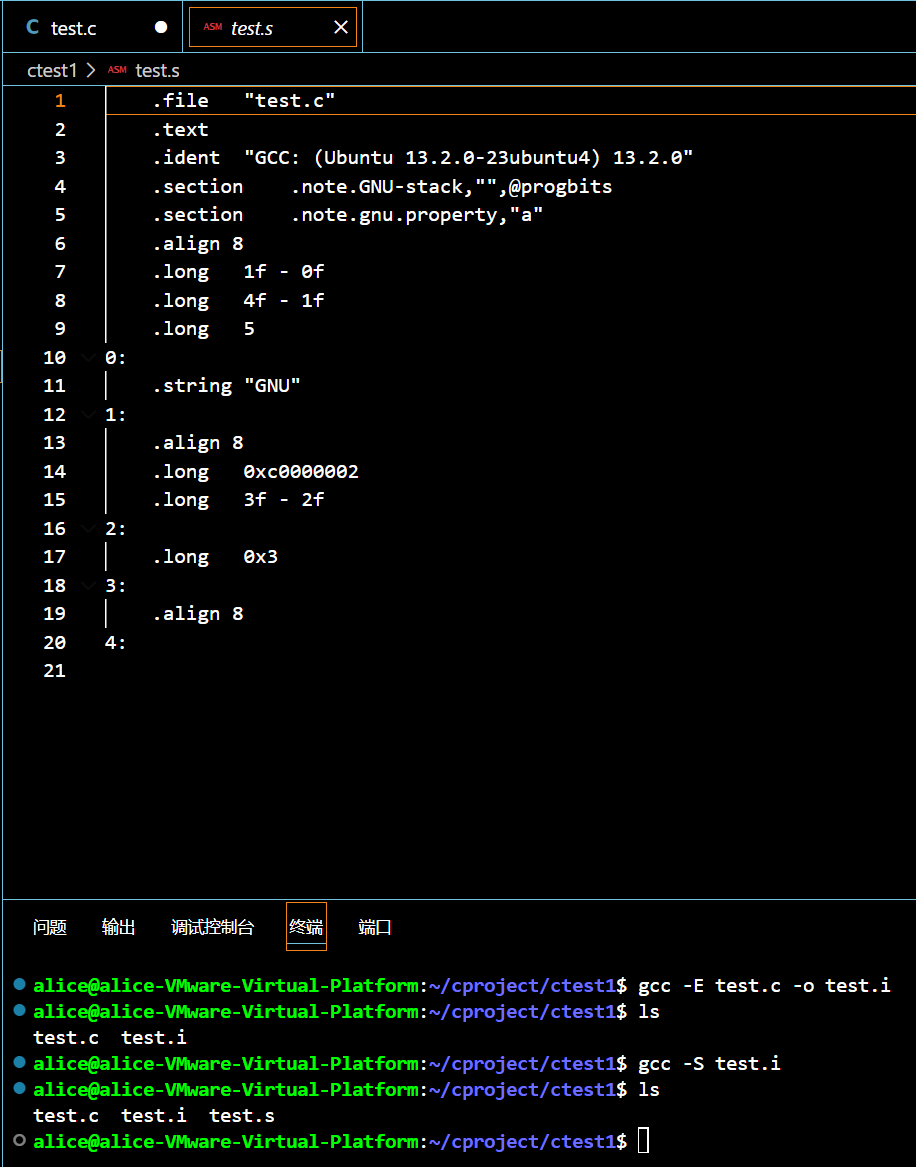 C test.c ● ASM test.s ×
ctest1 > ASM test.s
1 .file "test.c"
2 .text
3 .ident "GCC: (Ubuntu 13.2.0-23ubuntu4) 13.2.0"
4 .section .note.GNU-stack,"",@progbits
5 .section .note.gnu.property,"a"
6 .align 8
7 .long 1f - 0f
8 .long 4f - 1f
9 .long 5
10 0:
11 .string "GNU"
12 1:
13 .align 8
14 .long 0xc0000002
15 .long 3f - 2f
16 2:
17 .long 0x3
18 3:
19 .align 8
20 4:
21
问题 输出 调试控制台 终端 端口
alice@alice-VMware-Virtual-Platform:~/cproject/ctest1$ gcc -E test.c -o test.i
alice@alice-VMware-Virtual-Platform:~/cproject/ctest1$ ls
test.c test.i
alice@alice-VMware-Virtual-Platform:~/cproject/ctest1$ gcc -S test.i
alice@alice-VMware-Virtual-Platform:~/cproject/ctest1$ ls
test.c test.i test.s
alice@alice-VMware-Virtual-Platform:~/cproject/ctest1$